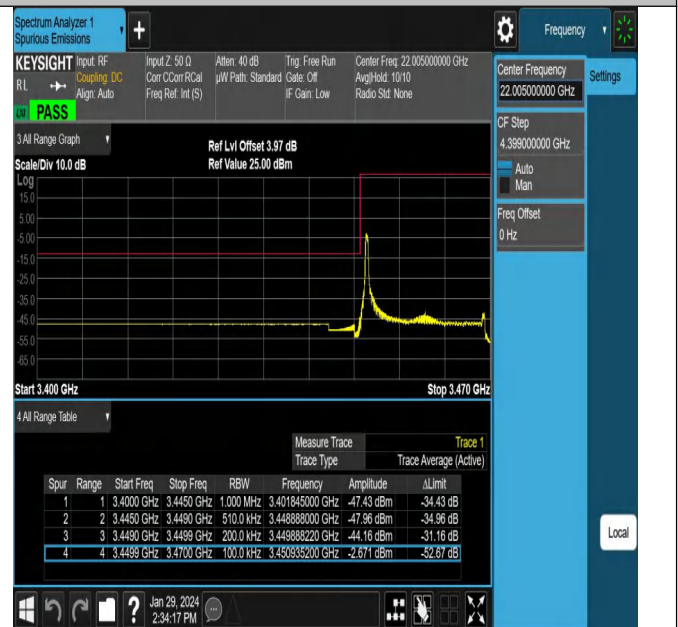 Spectrum Analyzer 1
Spurious Emissions
Frequency
KEYSIGHT Input: RF Input Z: 50 Ω Atten: 40 dB Trig: Free Run Center Freq: 22.005000000 GHz
RL Coupling: DC Corr CCorr RCal µW Path: Standard Gate: Off Avg|Hold: 10/10
Align: Auto Freq Ref: Int (S) IF Gain: Low Radio Std: None
LXI PASS
Center Frequency
22.005000000 GHz
Settings
CF Step
4.399000000 GHz
Auto
Man
Freq Offset
0 Hz
3 All Range Graph
Ref Lvl Offset 3.97 dB
Scale/Div 10.0 dB Ref Value 25.00 dBm
Log
15.0
5.00
-5.00
-15.0
-25.0
-35.0
-45.0
-55.0
-65.0
Start 3.400 GHz Stop 3.470 GHz
4 All Range Table
Measure Trace Trace 1
Trace Type Trace Average (Active)
Spur Range Start Freq Stop Freq RBW Frequency Amplitude ΔLimit
1 1 3.4000 GHz 3.4450 GHz 1.000 MHz 3.401845000 GHz -47.43 dBm -34.43 dB
2 2 3.4450 GHz 3.4490 GHz 510.0 kHz 3.448888000 GHz -47.96 dBm -34.96 dB
3 3 3.4490 GHz 3.4499 GHz 200.0 kHz 3.449888220 GHz -44.16 dBm -31.16 dB
4 4 3.4499 GHz 3.4700 GHz 100.0 kHz 3.450935200 GHz -2.671 dBm -52.67 dB
Local
Jan 29, 2024
2:34:17 PM